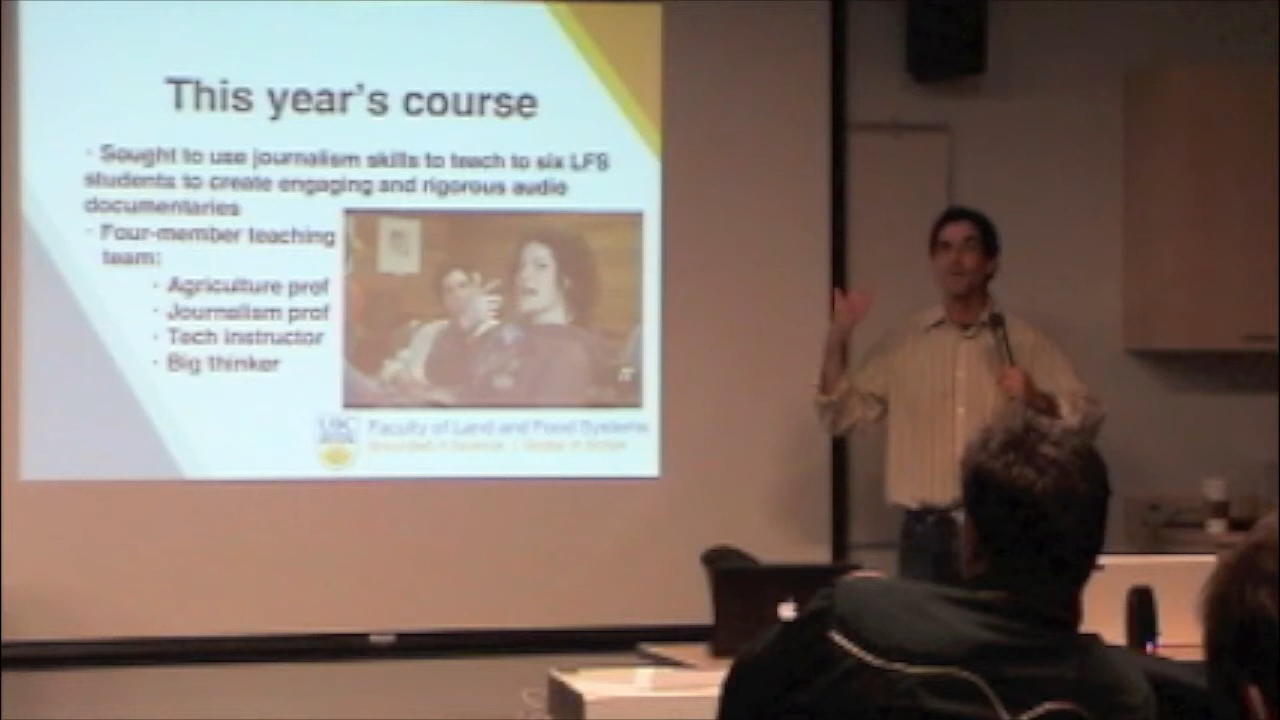 This year's course
· Sought to use journalism skills to teach to six LFS
students to create engaging and rigorous audio
documentaries
· Four-member teaching
team:
· Agriculture prof
· Journalism prof
· Tech instructor
· Big thinker
UBC
Faculty of Land and Food Systems